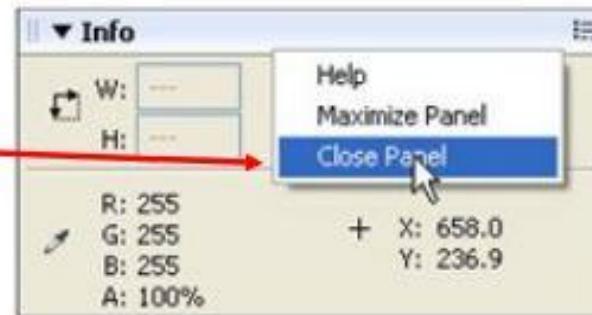 Info
W: ---
H: ---
Help
Maximize Panel
Close Panel
R: 255
G: 255
B: 255
A: 100%
X: 658.0
Y: 236.9